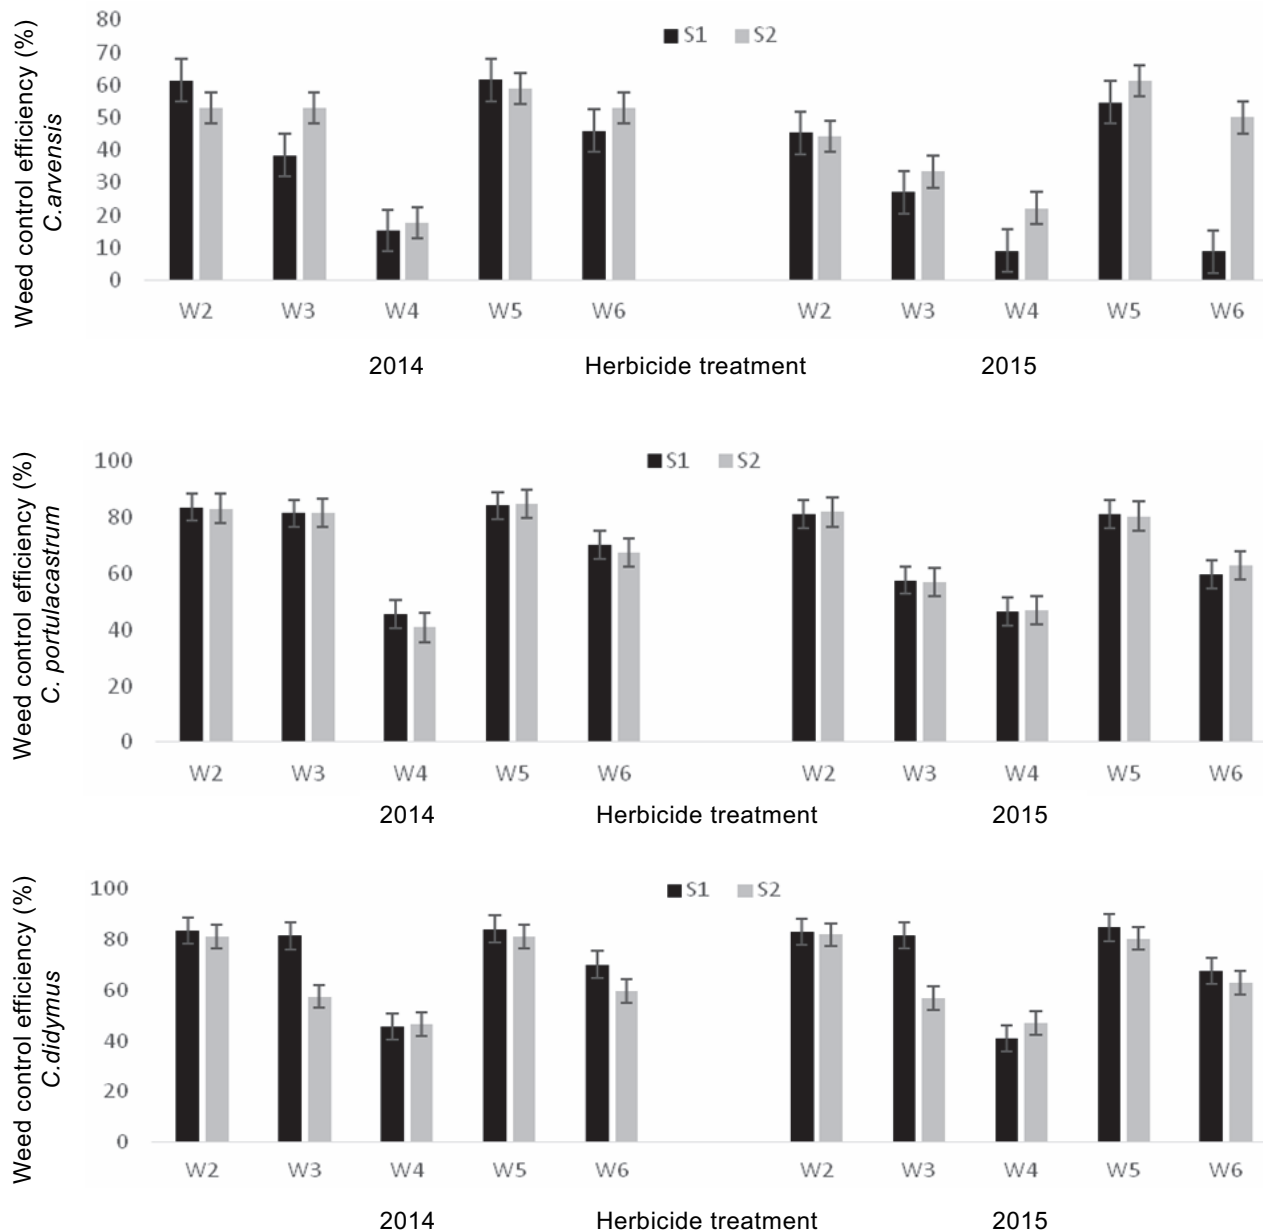 Weed control efficiency (%)
C.arvensis
80
70
60
50
40
30
20
10
0
S1 S2
W2 W3 W4 W5 W6 W2 W3 W4 W5 W6
2014 Herbicide treatment 2015
Weed control efficiency (%)
C. portulacastrum
100
80
60
40
20
0
S1 S2
W2 W3 W4 W5 W6 W2 W3 W4 W5 W6
2014 Herbicide treatment 2015
Weed control efficiency (%)
C.didymus
100
80
60
40
20
0
S1 S2
W2 W3 W4 W5 W6 W2 W3 W4 W5 W6
2014 Herbicide treatment 2015